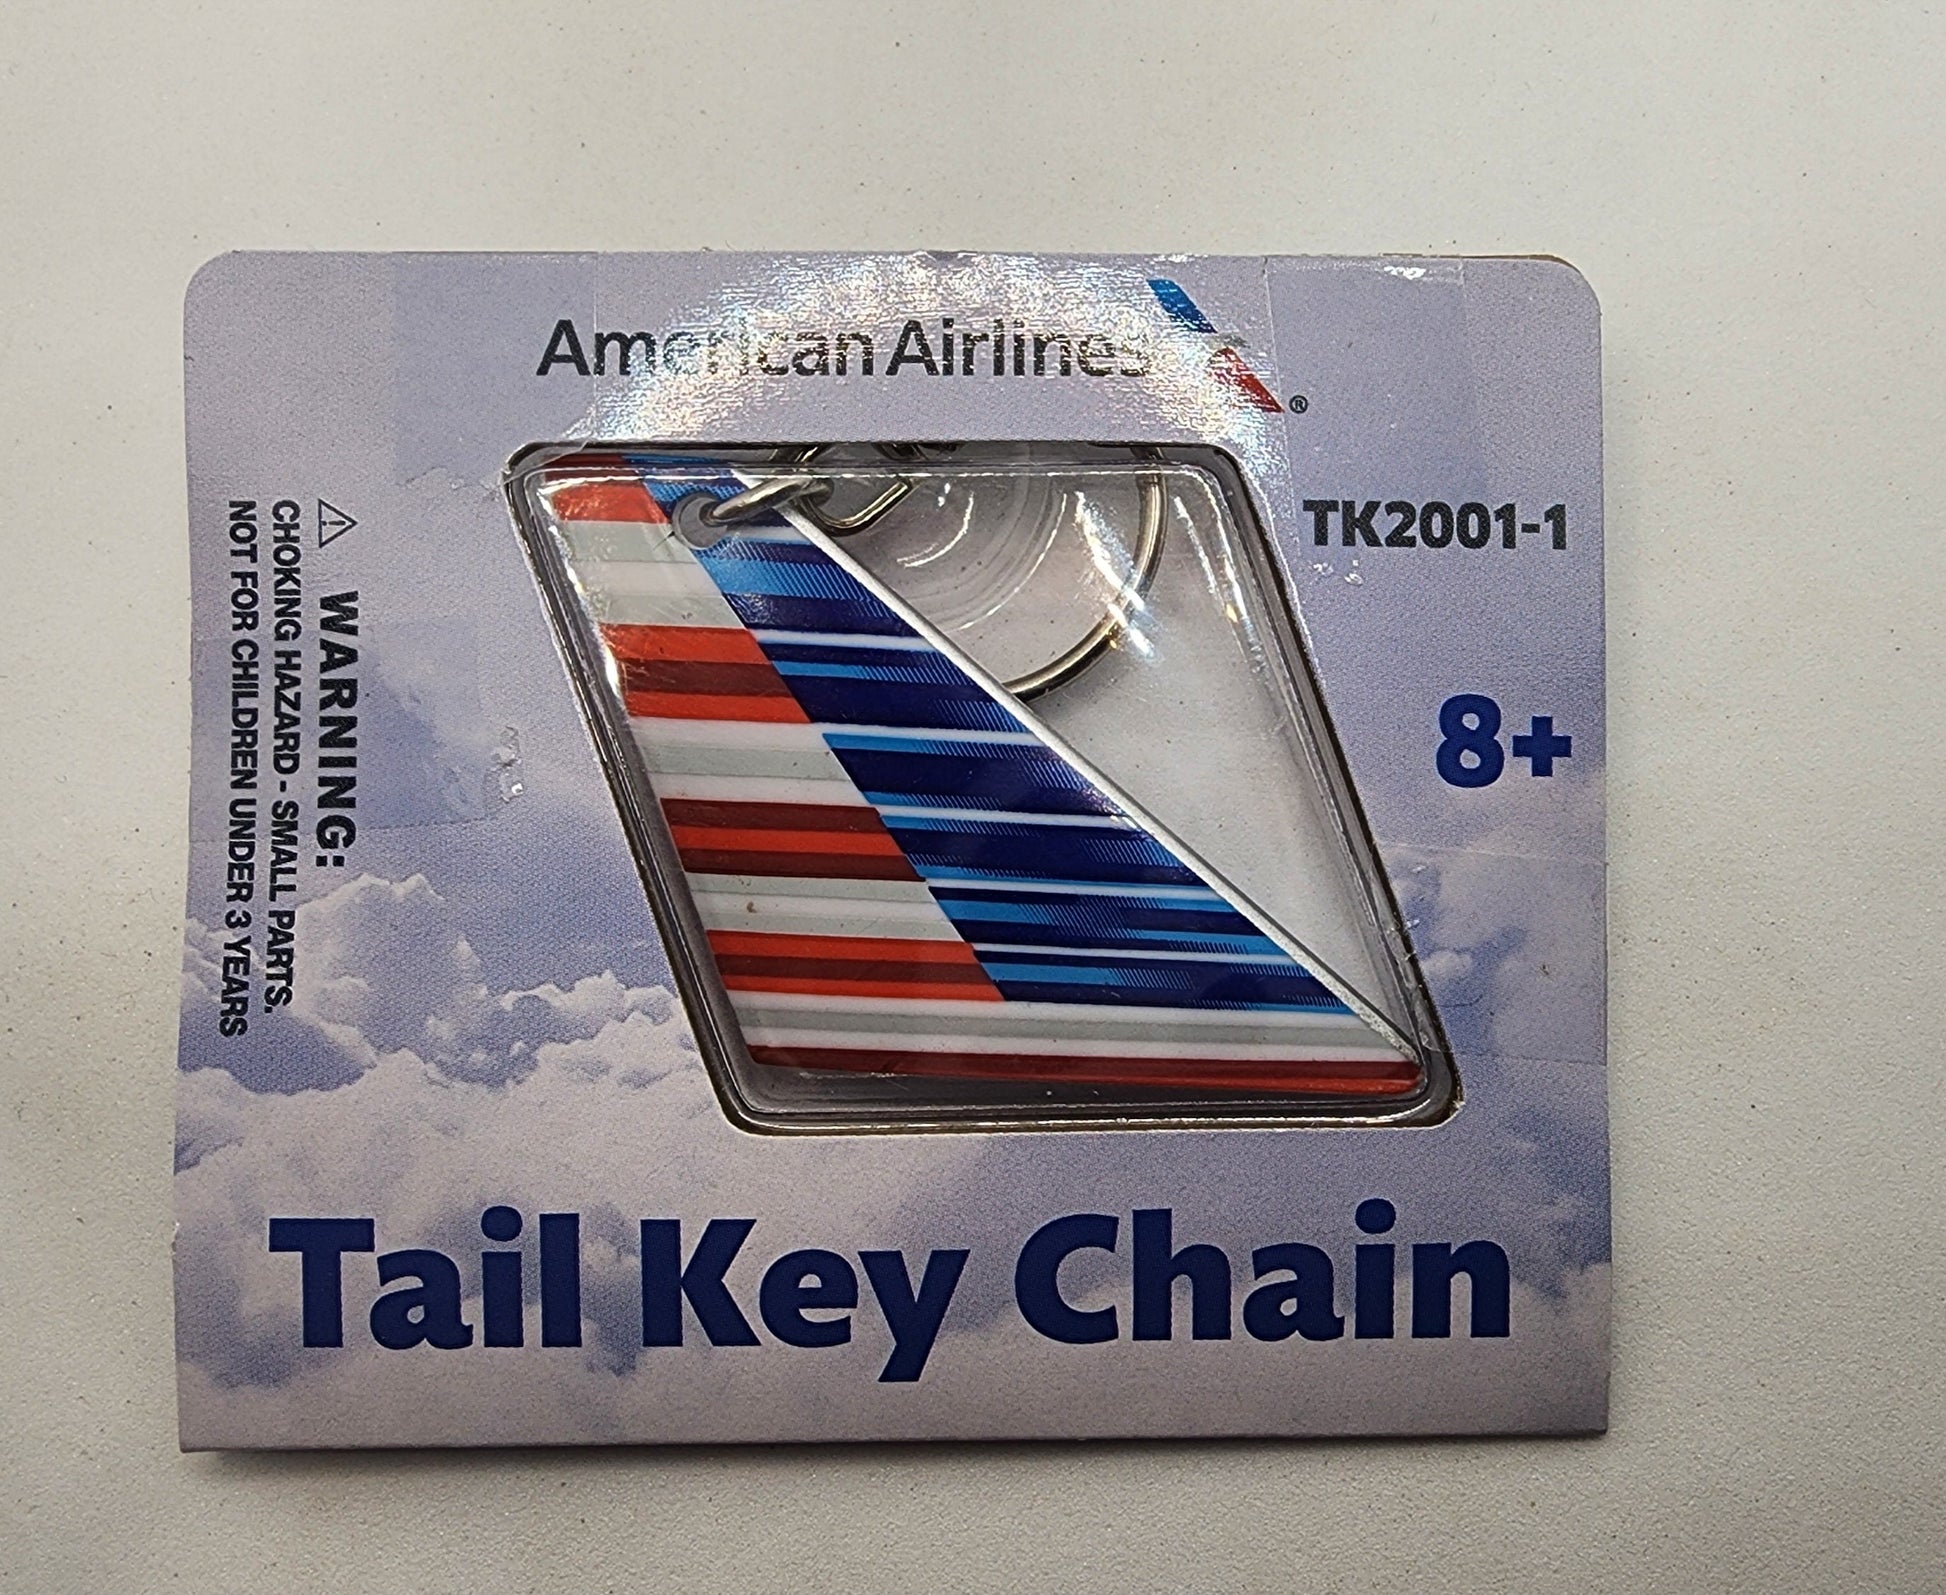 American Airlines
®
TK2001-1
8+
⚠ WARNING:
CHOKING HAZARD - SMALL PARTS.
NOT FOR CHILDREN UNDER 3 YEARS
Tail Key Chain